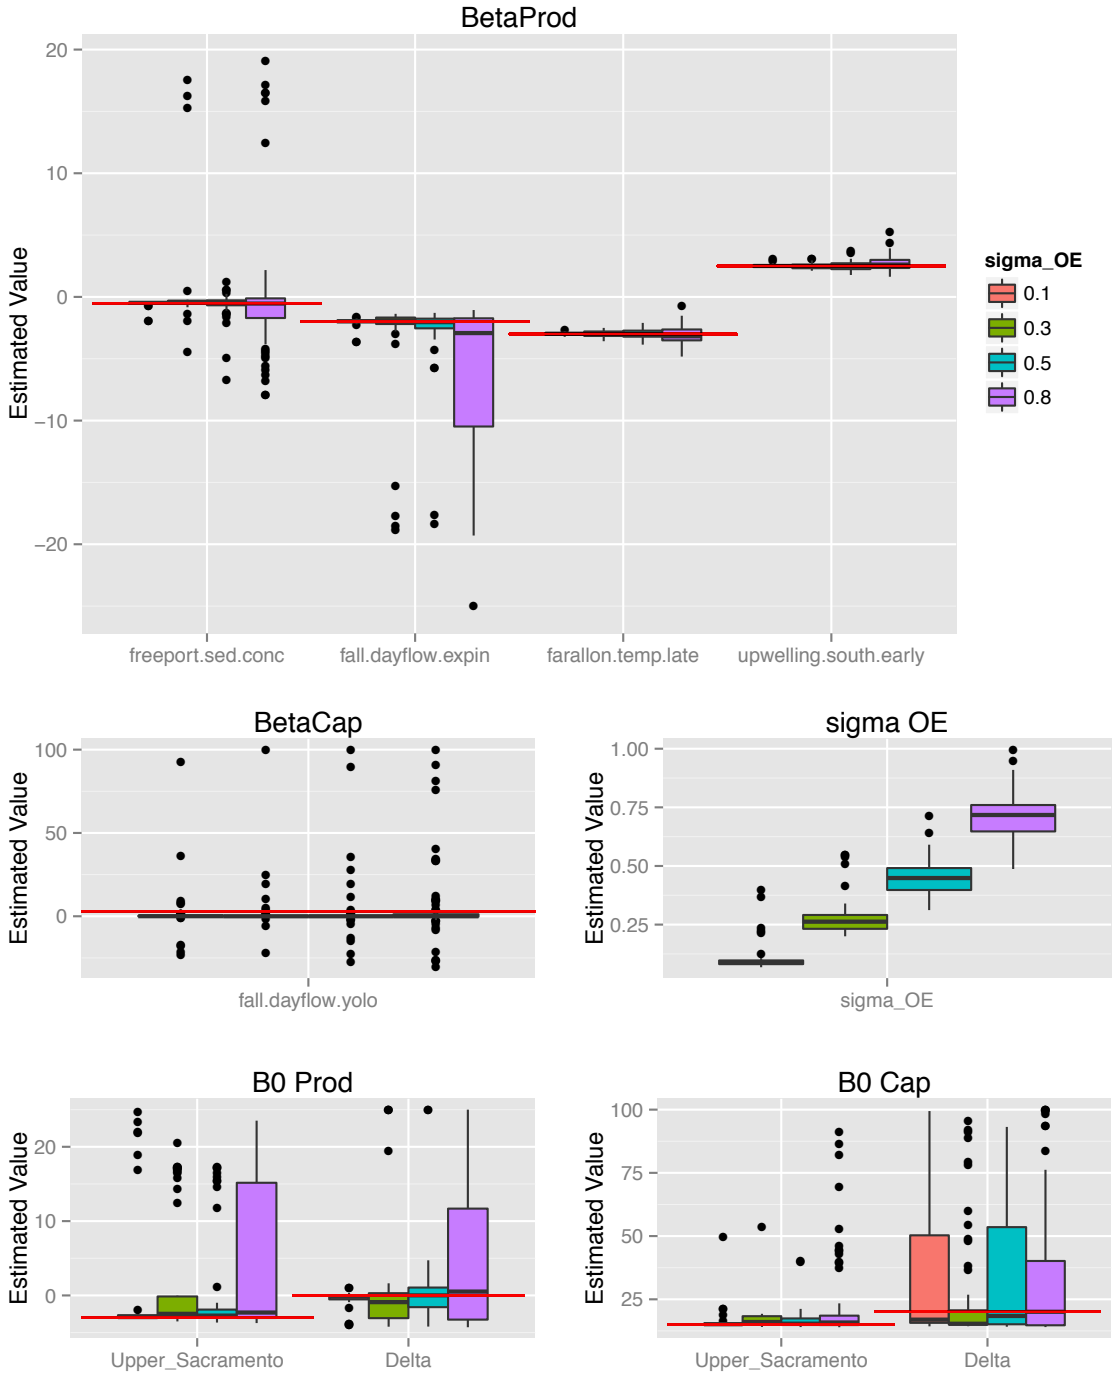 BetaProd
20
10
0
−10
−20
Estimated Value
freeport.sed.conc
fall.dayflow.expin
farallon.temp.late
upwelling.south.early
sigma_OE
0.1
0.3
0.5
0.8
BetaCap
100
50
0
Estimated Value
fall.dayflow.yolo
sigma OE
1.00
0.75
0.50
0.25
Estimated Value
sigma_OE
B0 Prod
20
10
0
Estimated Value
Upper_Sacramento
Delta
B0 Cap
100
75
50
25
Estimated Value
Upper_Sacramento
Delta